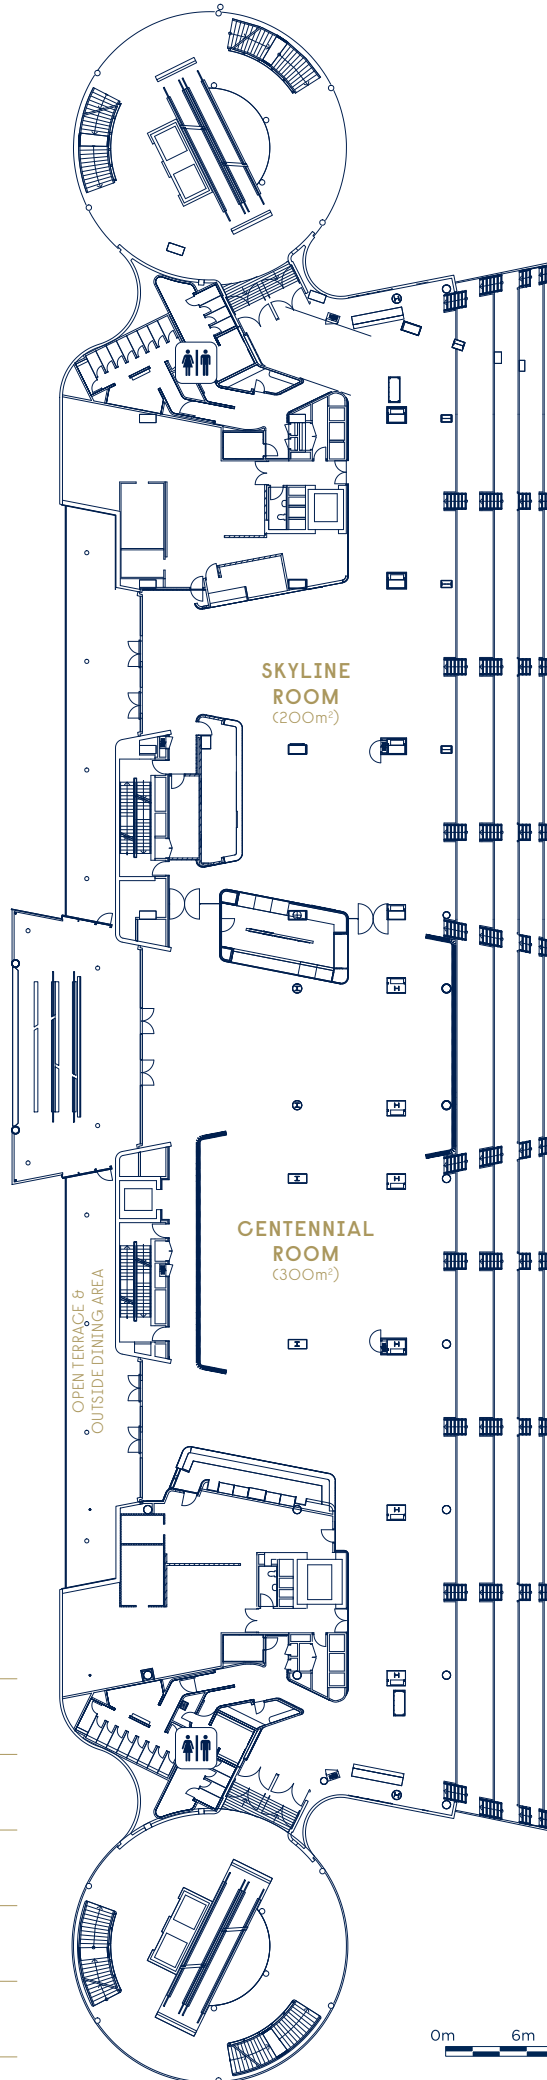 SKYLINE
ROOM
(200m²)
CENTENNIAL
ROOM
(300m²)
OPEN TERRACE &
OUTSIDE DINING AREA
0m 6m